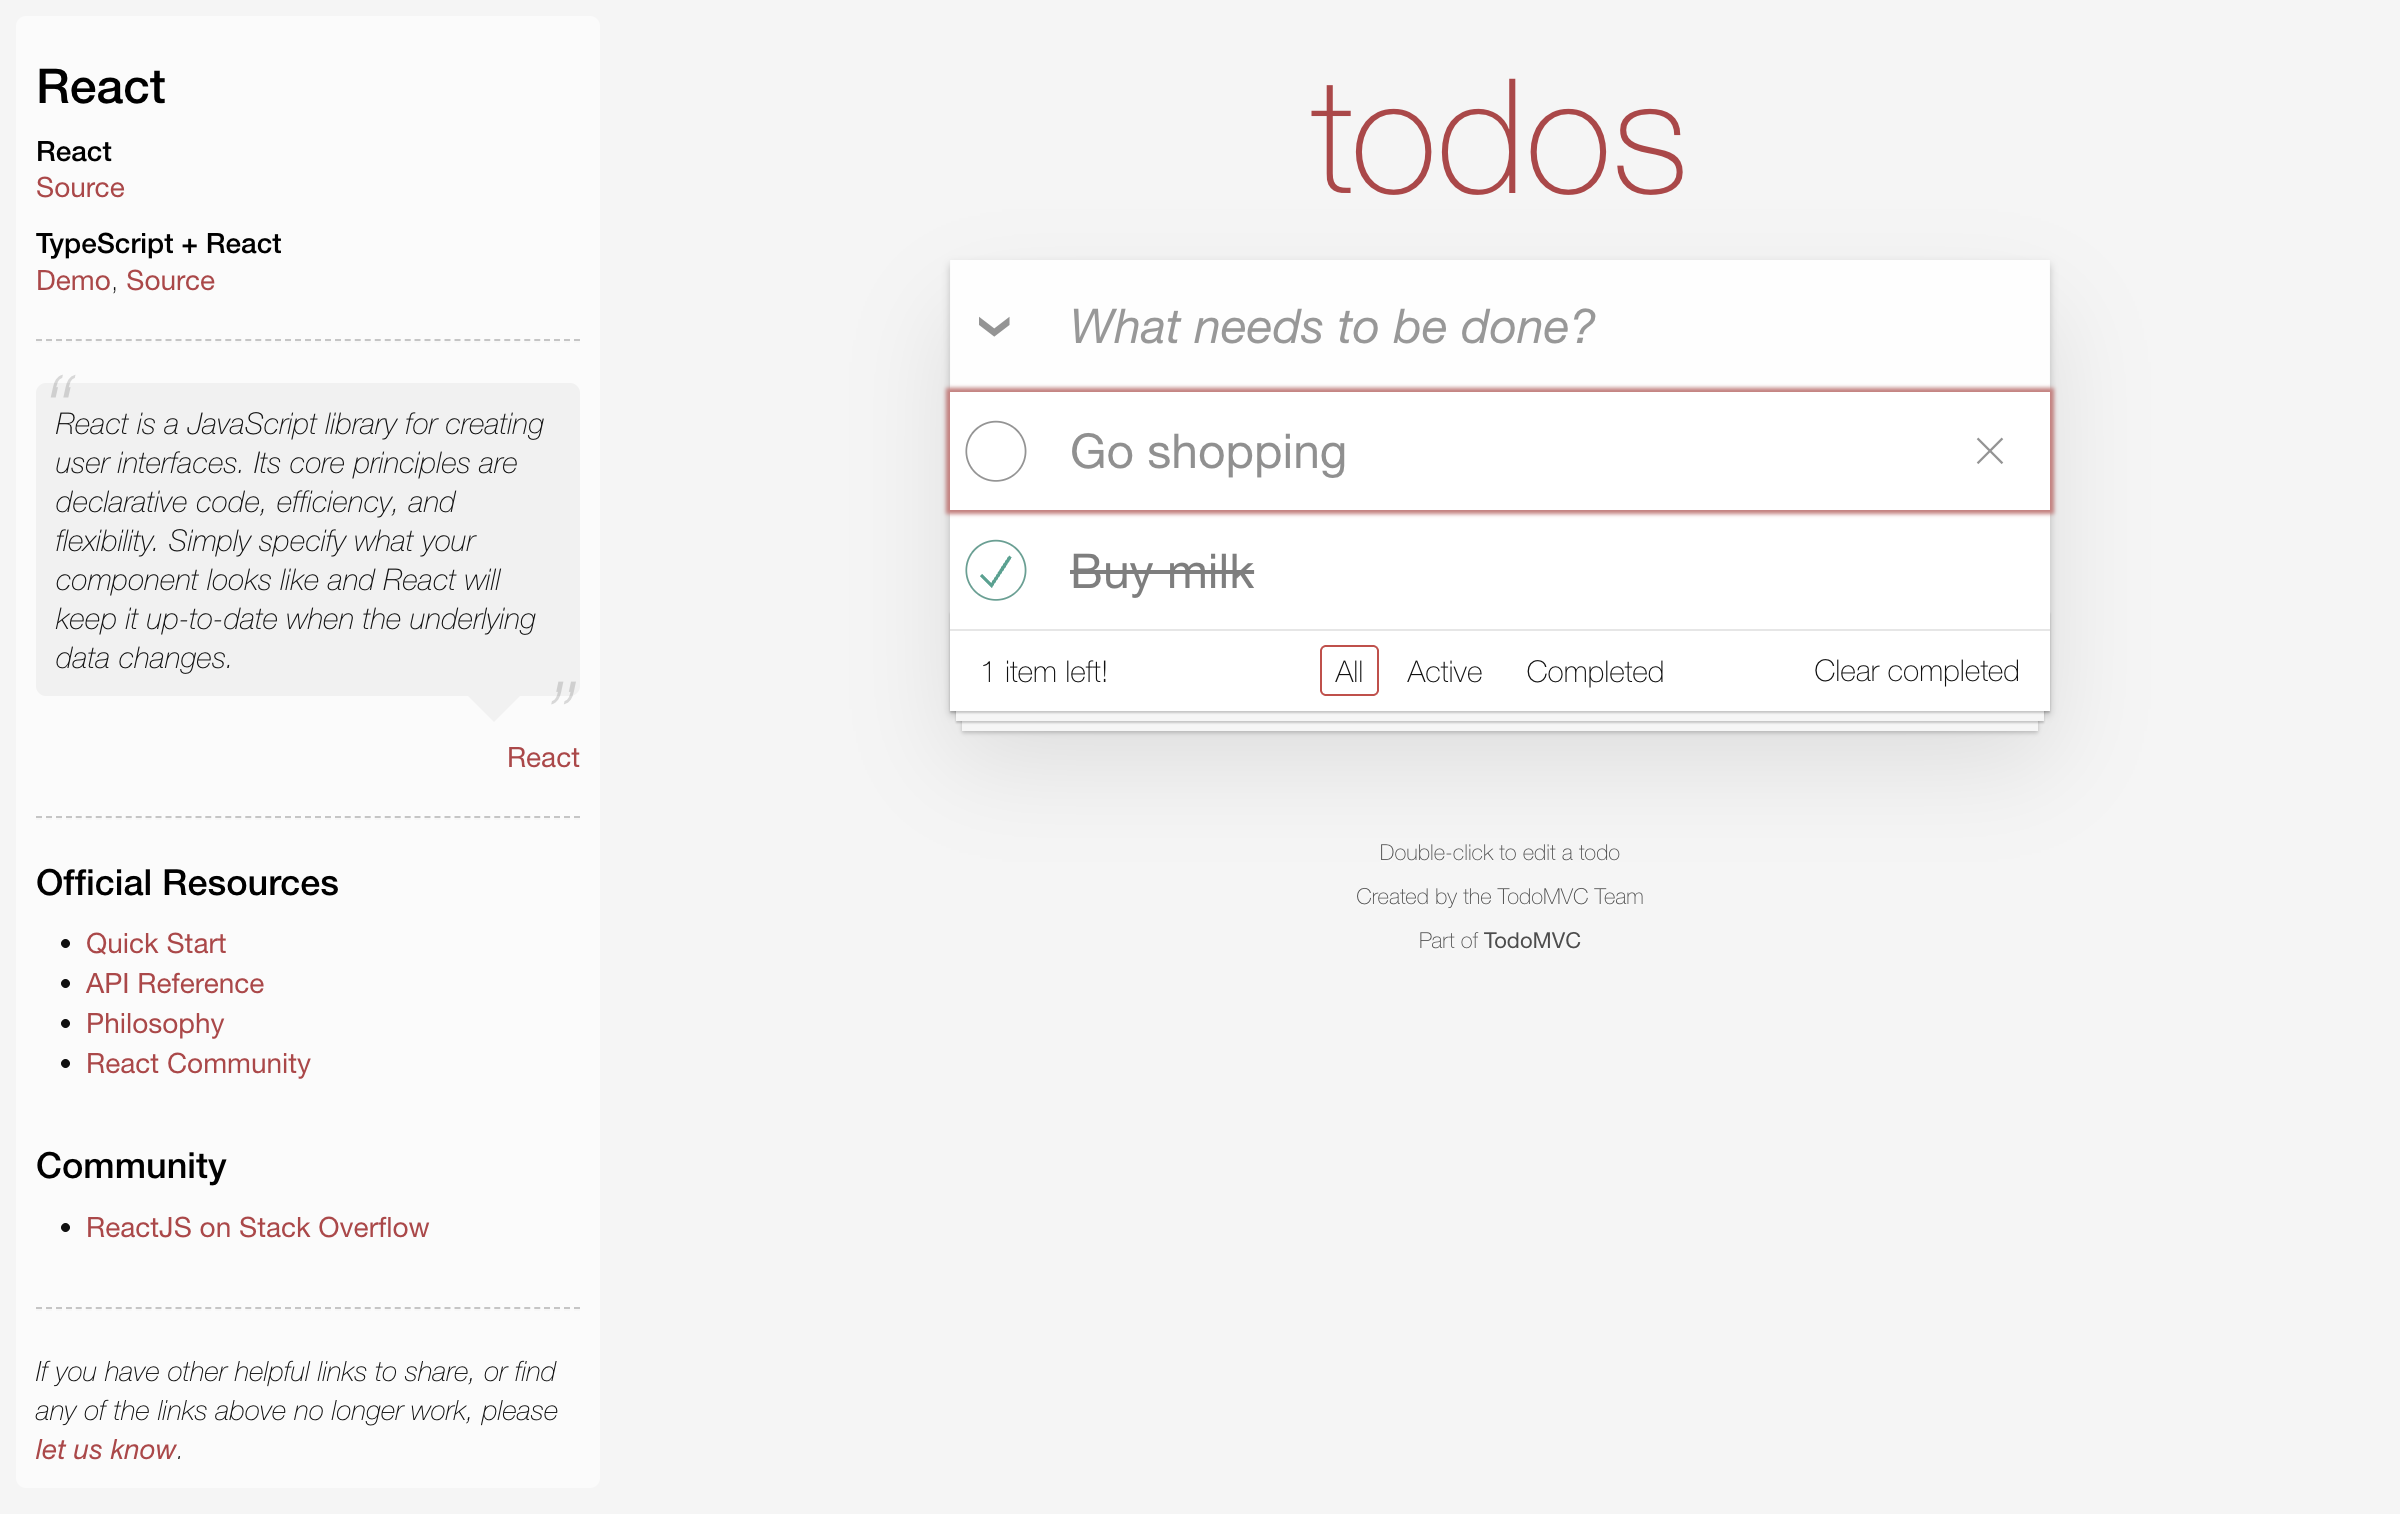 React
React
Source
TypeScript + React
Demo, Source
“
React is a JavaScript library for creating
user interfaces. Its core principles are
declarative code, efficiency, and
flexibility. Simply specify what your
component looks like and React will
keep it up-to-date when the underlying
data changes.
”
React
Official Resources
• Quick Start
• API Reference
• Philosophy
• React Community
Community
• ReactJS on Stack Overflow
If you have other helpful links to share, or find
any of the links above no longer work, please
let us know.
todos
What needs to be done?
Go shopping
Buy milk
1 item left!
All
Active
Completed
Clear completed
Double-click to edit a todo
Created by the TodoMVC Team
Part of TodoMVC